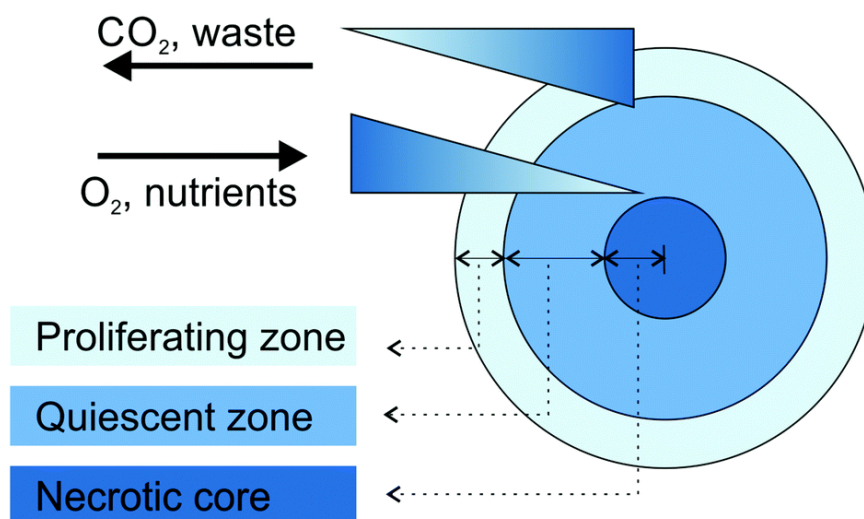 CO₂, waste
O₂, nutrients
Proliferating zone
Quiescent zone
Necrotic core